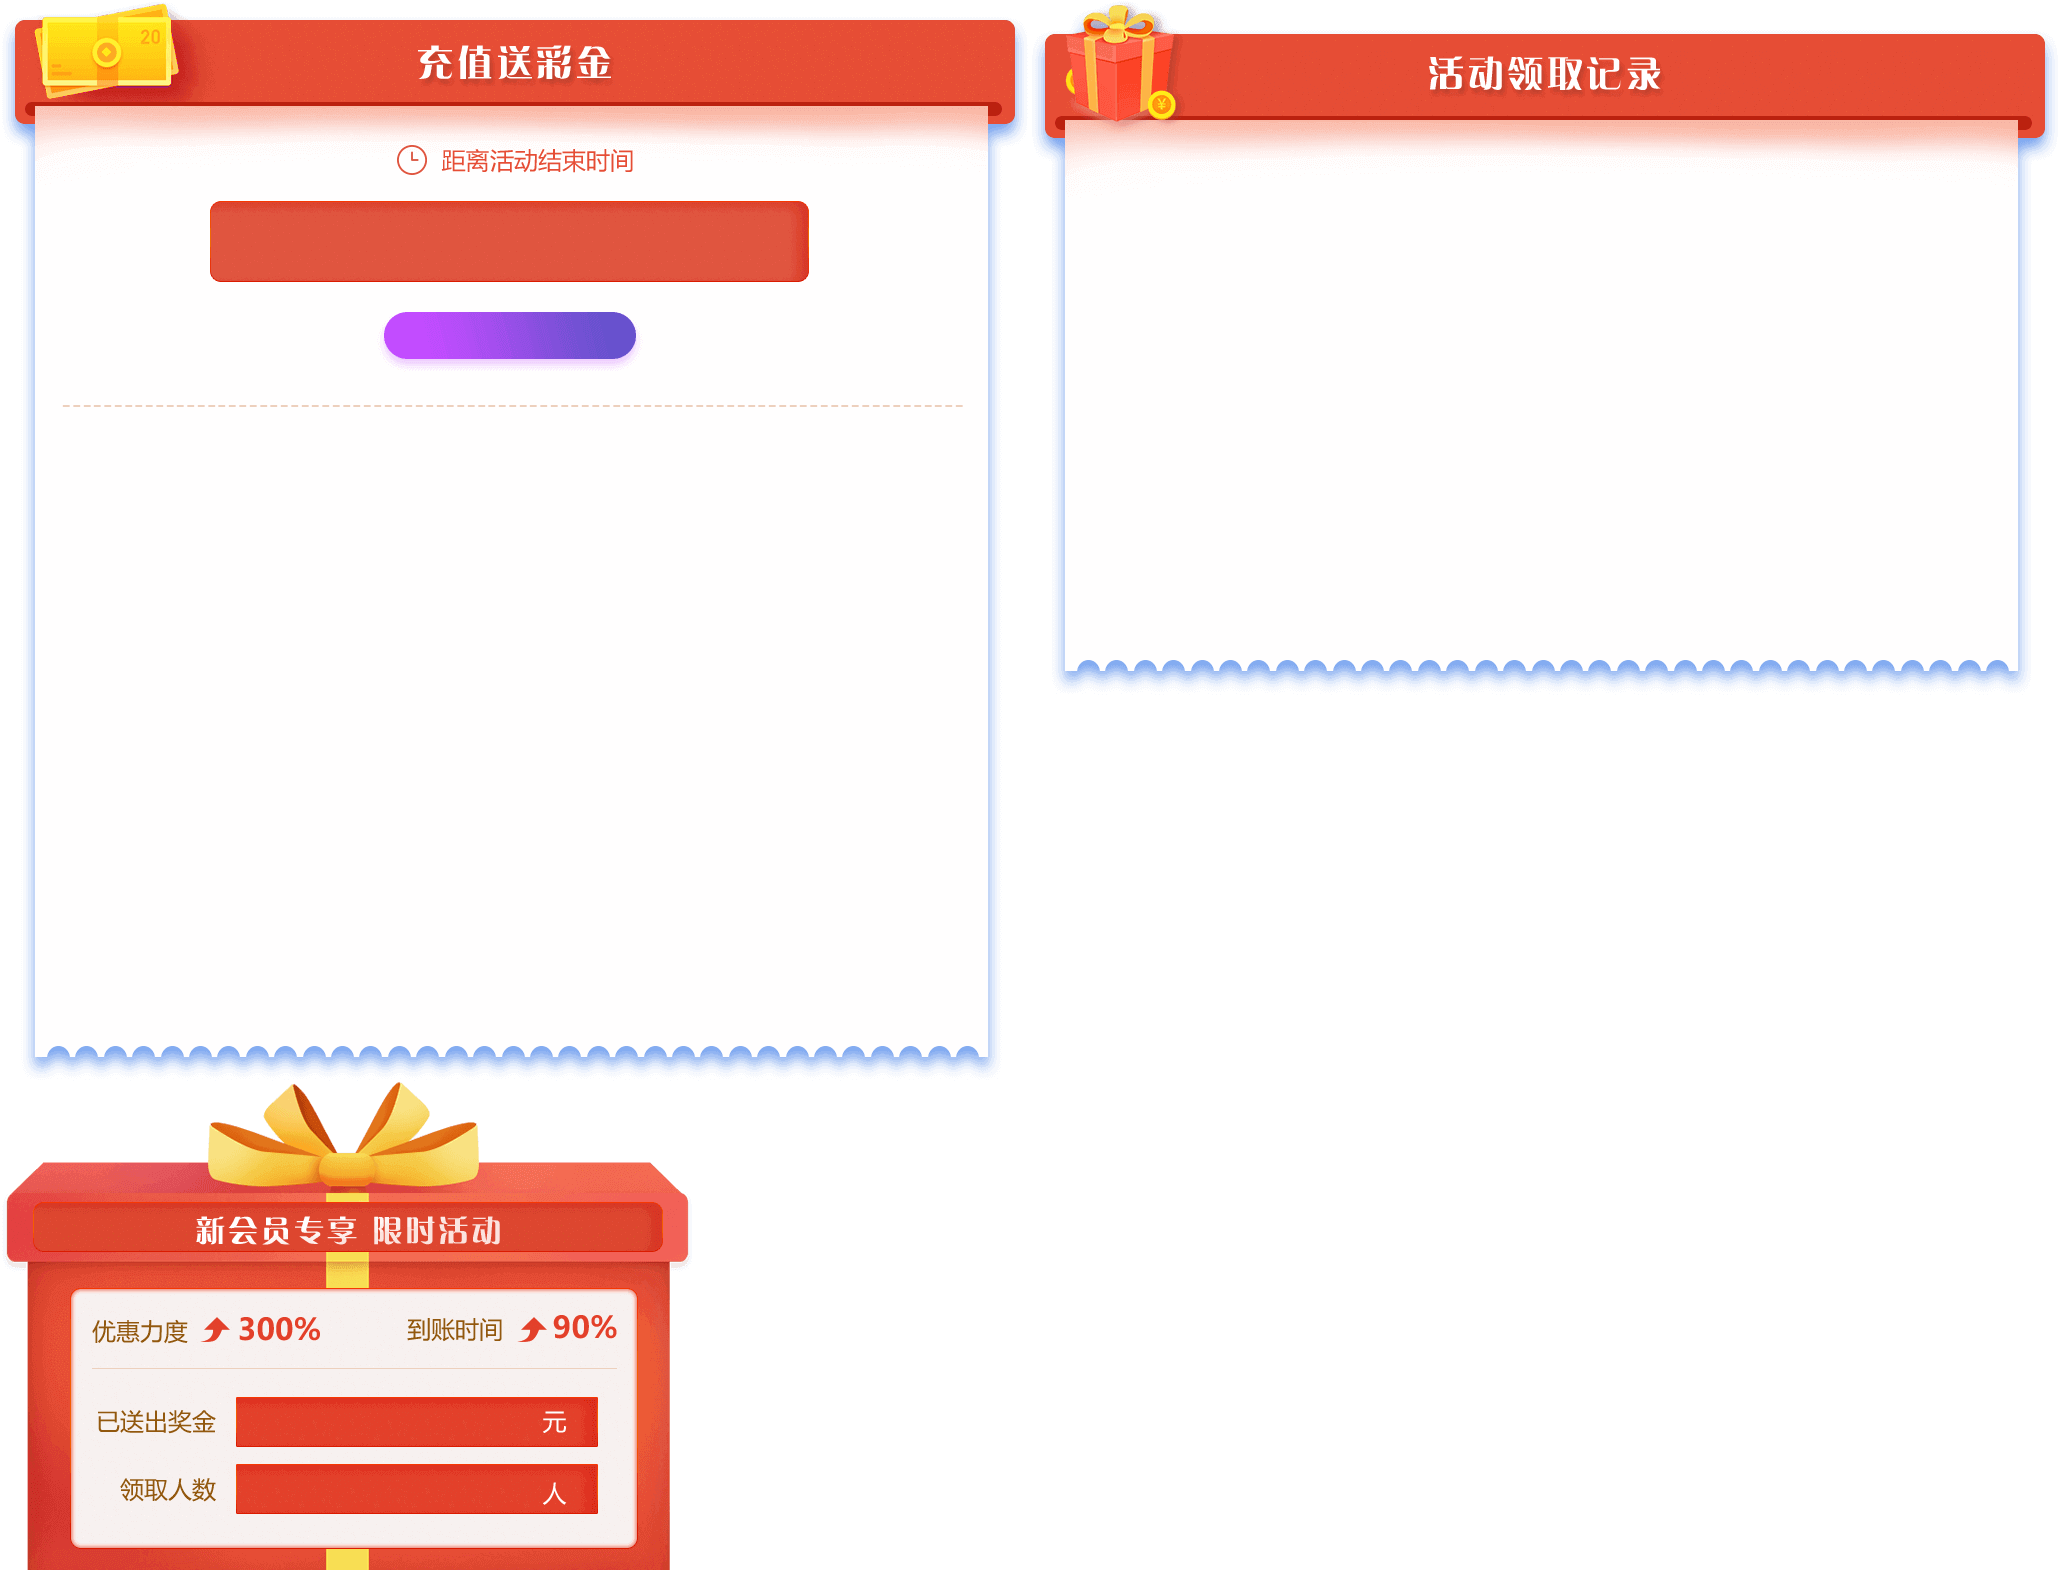 20
充值送彩金
距离活动结束时间
活动领取记录
¥
新会员专享 限时活动
优惠力度 300%
到账时间 90%
已送出奖金 元
领取人数 人